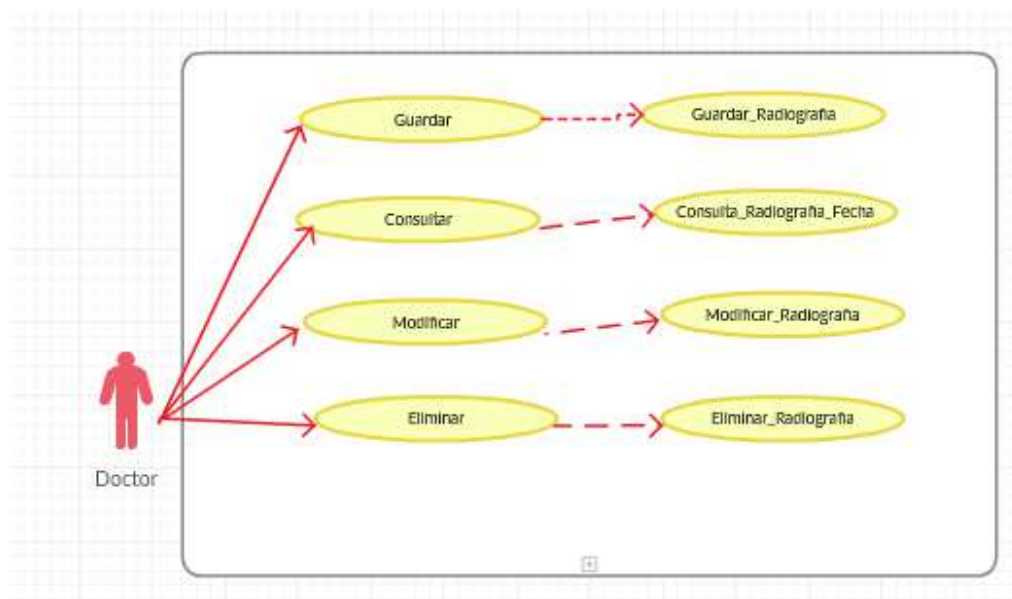 Guardar
Guardar_Radiografia
Consultar
Consulta_Radiografia_Fecha
Modificar
Modificar_Radiografia
Eliminar
Eliminar_Radiografia
Doctor